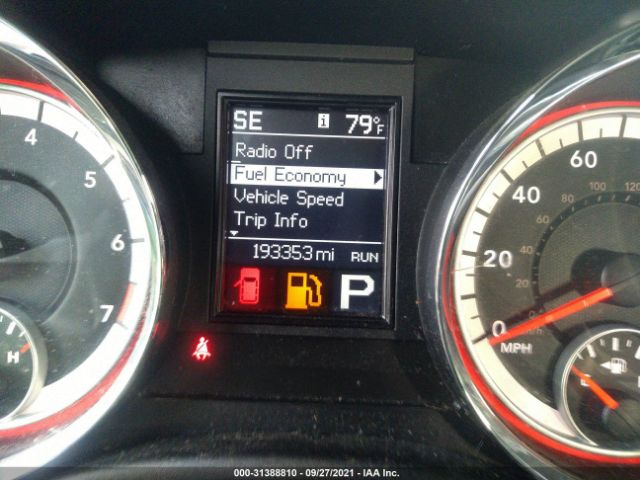 SE i 79°F
Radio Off
Fuel Economy
Vehicle Speed
Trip Info
193353 mi RUN
P
4
5
6
7
H
60
40
20
0
80 100 120
MPH
E
000-31388810 - 09/27/2021 - IAA Inc.